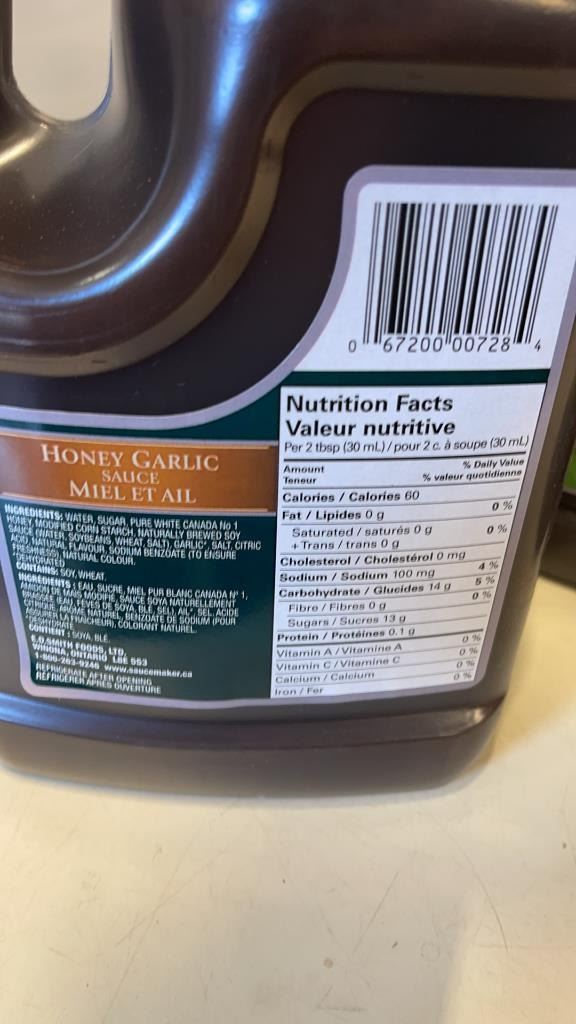 0 67200 00728 4
Nutrition Facts
Valeur nutritive
Per 2 tbsp (30 mL) / pour 2 c. à soupe (30 mL)
Amount % Daily Value
Teneur % valeur quotidienne
Calories / Calories 60
Fat / Lipides 0 g 0 %
Saturated / saturés 0 g 0 %
+ Trans / trans 0 g
Cholesterol / Cholestérol 0 mg
Sodium / Sodium 100 mg 4 %
Carbohydrate / Glucides 14 g 5 %
Fibre / Fibres 0 g 0 %
Sugars / Sucres 13 g
Protein / Protéines 0.1 g
Vitamin A / Vitamine A 0 %
Vitamin C / Vitamine C 0 %
Calcium / Calcium 0 %
Iron / Fer 0 %
HONEY GARLIC
SAUCE
MIEL ET AIL
INGREDIENTS: WATER, SUGAR, PURE WHITE CANADA No 1
HONEY, MODIFIED CORN STARCH, NATURALLY BREWED SOY
SAUCE (WATER, SOYBEANS, WHEAT, SALT), GARLIC*, SALT, CITRIC
ACID, NATURAL FLAVOUR, SODIUM BENZOATE (TO ENSURE
FRESHNESS), NATURAL COLOUR.
*DEHYDRATED
CONTAINS: SOY, WHEAT.
INGRÉDIENTS : EAU, SUCRE, MIEL PUR BLANC CANADA N° 1,
AMIDON DE MAÏS MODIFIÉ, SAUCE SOYA NATURELLEMENT
BRASSÉE (EAU, FÈVES DE SOYA, BLÉ, SEL), AIL*, SEL, ACIDE
CITRIQUE, ARÔME NATUREL, BENZOATE DE SODIUM (POUR
LA FRAÎCHEUR), COLORANT NATUREL.
*DÉSHYDRATÉ
CONTIENT : SOYA, BLÉ.
E.D.SMITH FOODS, LTD.
WINONA, ONTARIO L8E 5S3
1-800-263-9246 www.saucemaker.ca
REFRIGERATE AFTER OPENING
RÉFRIGÉRER APRÈS OUVERTURE